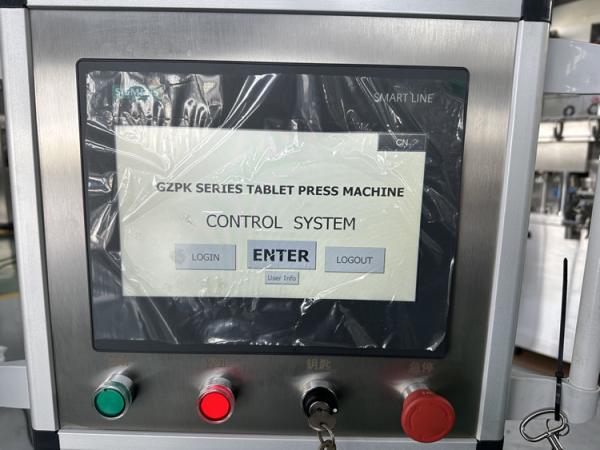 SIEMENS
SMART LINE
CN
GZPK SERIES TABLET PRESS MACHINE
CONTROL SYSTEM
LOGIN
ENTER
LOGOUT
User Info
钥匙
急停